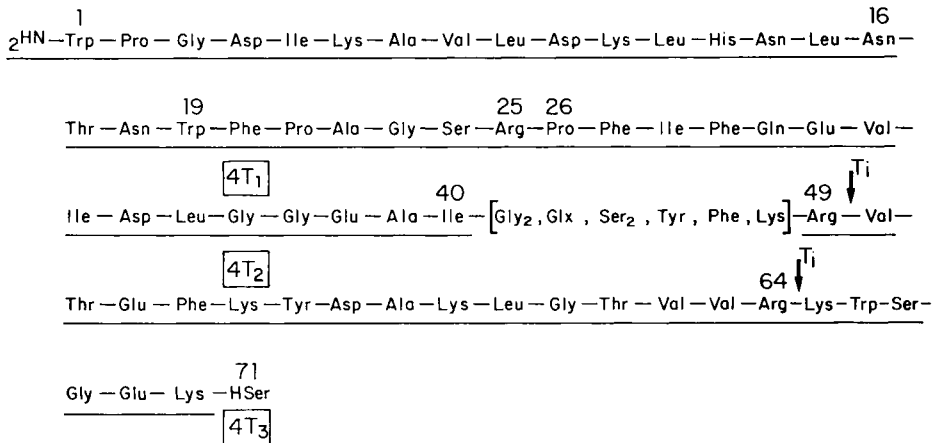 1 16
₂HN—Trp—Pro—Gly—Asp—Ile—Lys—Ala—Val—Leu—Asp—Lys—Leu—His—Asn—Leu—Asn—
19 25 26
Thr—Asn—Trp—Phe—Pro—Ala—Gly—Ser—Arg—Pro—Phe—Ile—Phe—Gln—Glu—Val—
4T₁ 40 49 Ti
Ile—Asp—Leu—Gly—Gly—Glu—Ala—Ile—[Gly₂, Glx, Ser₂, Tyr, Phe, Lys]—Arg—Val—
4T₂ 64 Ti
Thr—Glu—Phe—Lys—Tyr—Asp—Ala—Lys—Leu—Gly—Thr—Val—Val—Arg—Lys—Trp—Ser—
71
Gly—Glu—Lys—HSer
4T₃